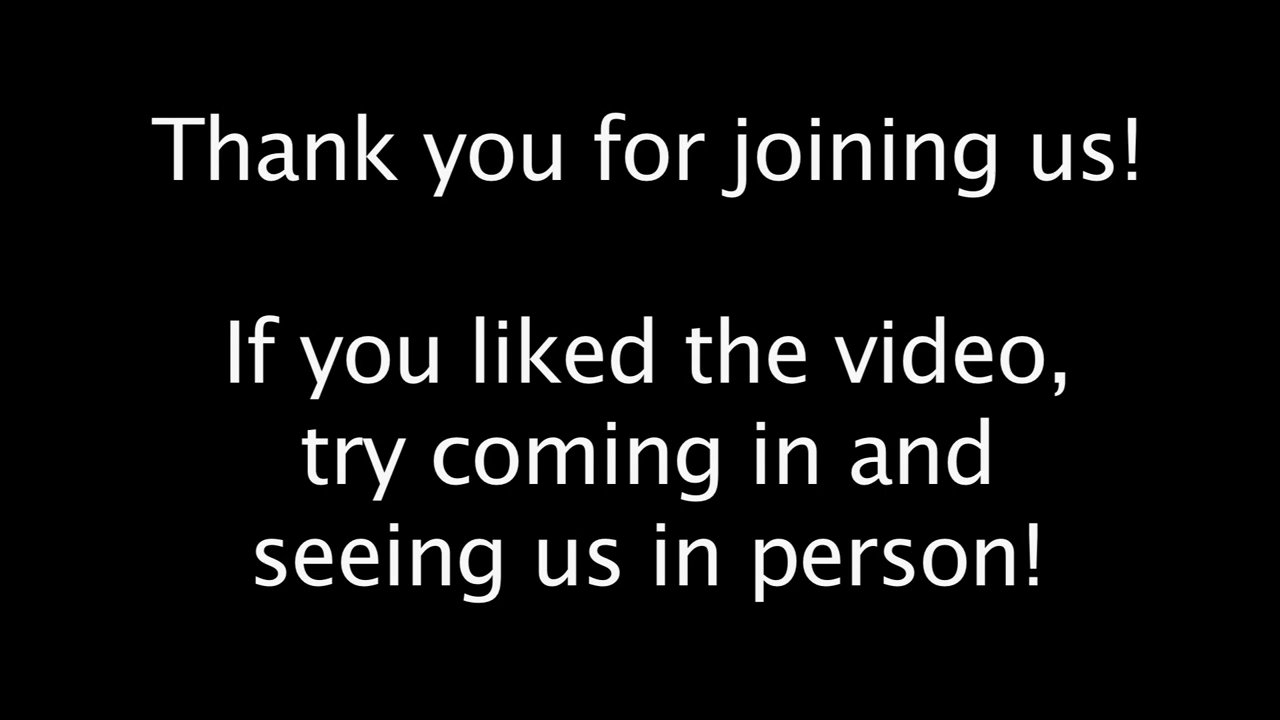 Thank you for joining us!
If you liked the video,
try coming in and
seeing us in person!